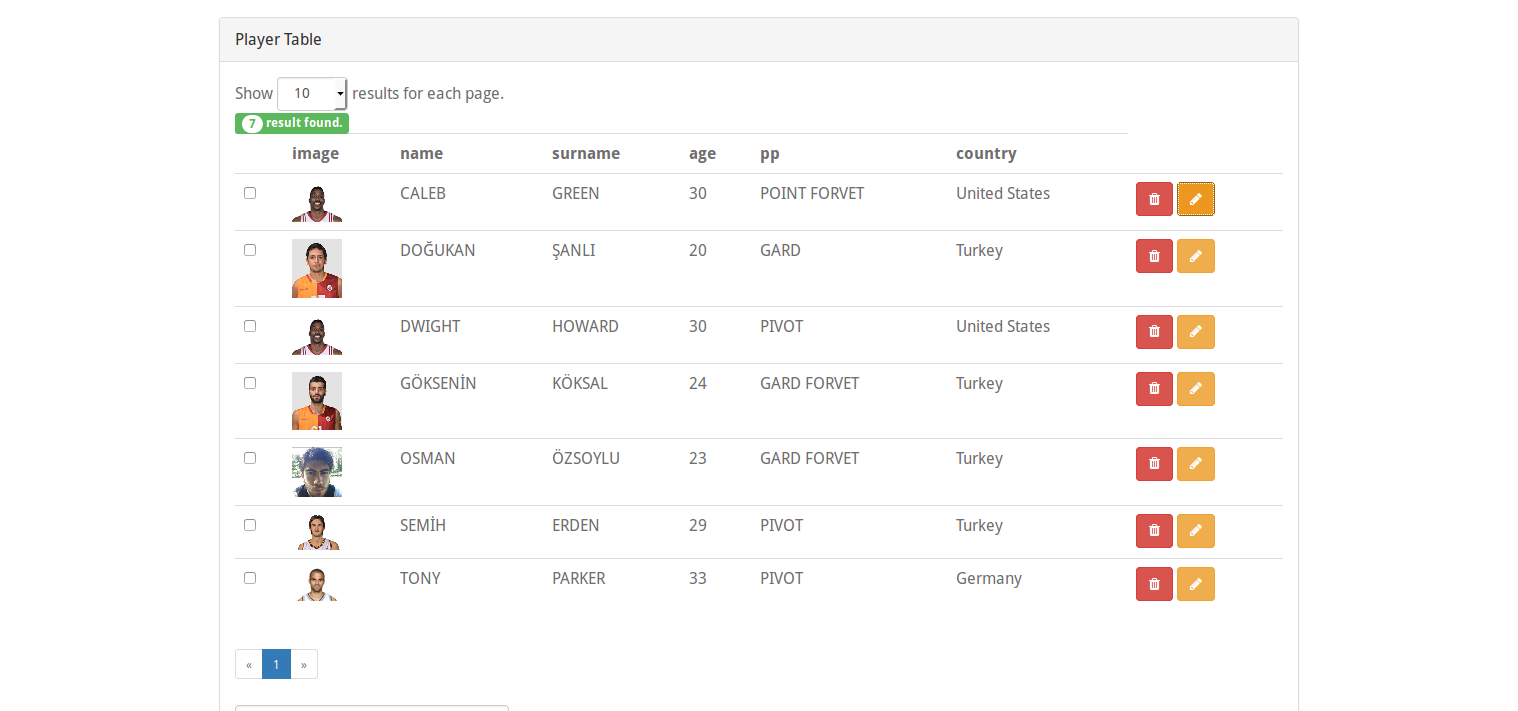 Player Table
Show 10 results for each page.
7 result found.
image name surname age pp country
CALEB GREEN 30 POINT FORVET United States
DOĞUKAN ŞANLI 20 GARD Turkey
DWIGHT HOWARD 30 PIVOT United States
GÖKSENİN KÖKSAL 24 GARD FORVET Turkey
OSMAN ÖZSOYLU 23 GARD FORVET Turkey
SEMİH ERDEN 29 PIVOT Turkey
TONY PARKER 33 PIVOT Germany
« 1 »